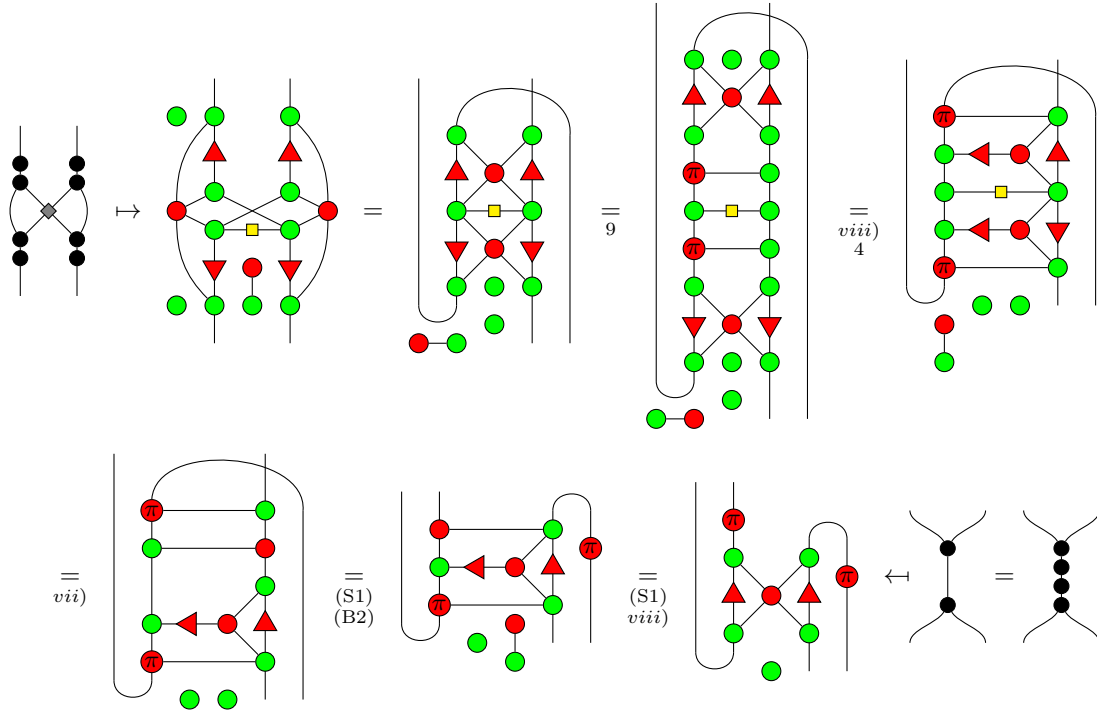 ↦ = = 9 = viii) 4
π π π π
= vii) = (S1) (B2) = (S1) viii) ↤ =
π π π π π π